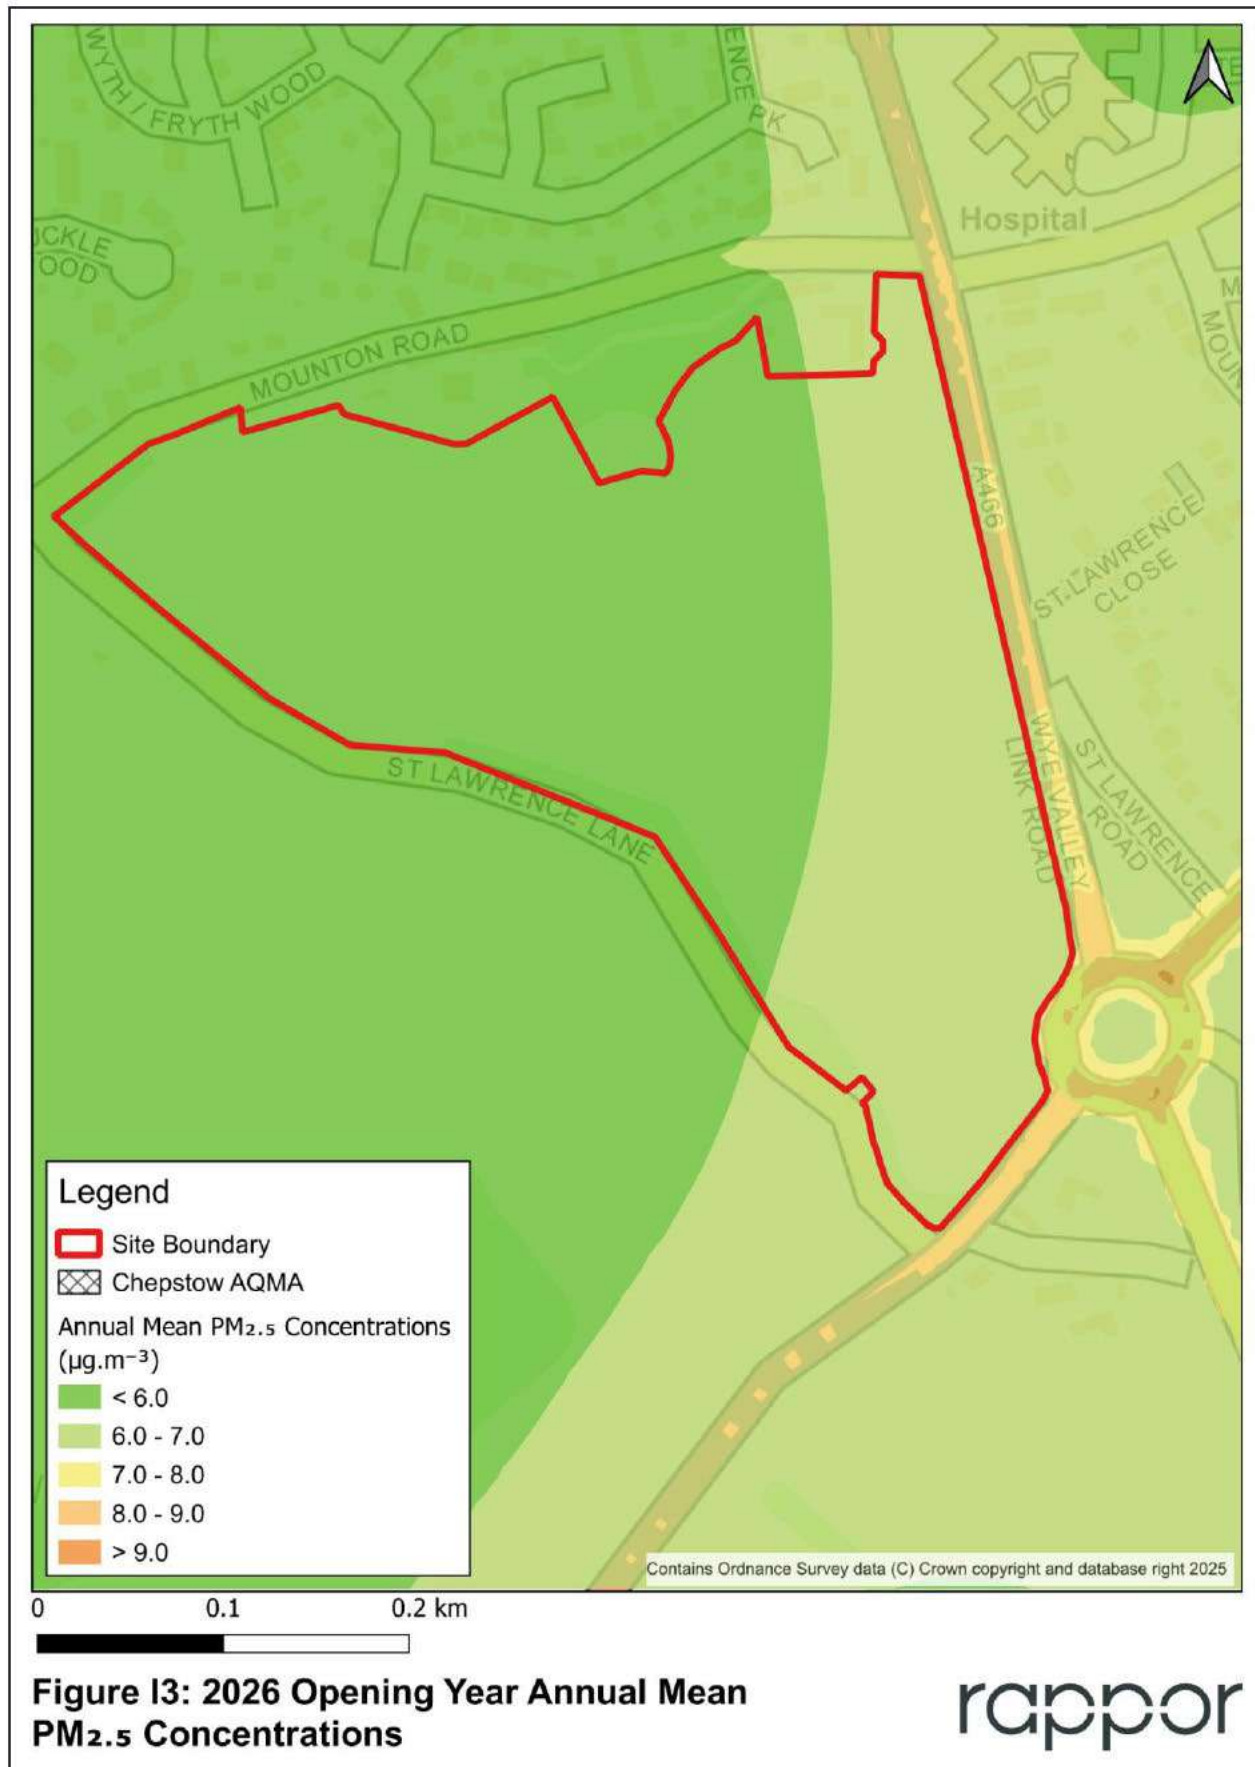 WYTH / FRYTH WOOD
ENCE PK
UCKLE
OOD
Hospital
MOUNTON ROAD
MOUN
A466
ST.LAWRENCE
CLOSE
WYE VALLEY
LINK ROAD
ST LAWRENCE
ROAD
ST LAWRENCE LANE
Legend
Site Boundary
Chepstow AQMA
Annual Mean PM₂.₅ Concentrations
(µg.m⁻³)
< 6.0
6.0 - 7.0
7.0 - 8.0
8.0 - 9.0
> 9.0
Contains Ordnance Survey data (C) Crown copyright and database right 2025
0 0.1 0.2 km
Figure I3: 2026 Opening Year Annual Mean
PM₂.₅ Concentrations
rappor